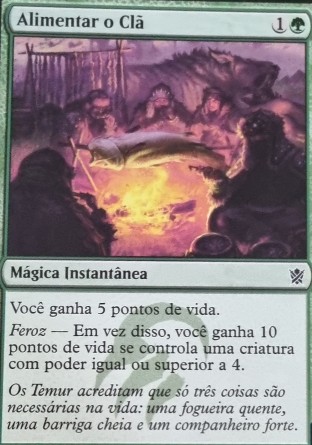 Alimentar o Clã 1
Mágica Instantânea
Você ganha 5 pontos de vida.
Feroz — Em vez disso, você ganha 10
pontos de vida se controla uma criatura
com poder igual ou superior a 4.
Os Temur acreditam que só três coisas são
necessárias na vida: uma fogueira quente,
uma barriga cheia e um companheiro forte.